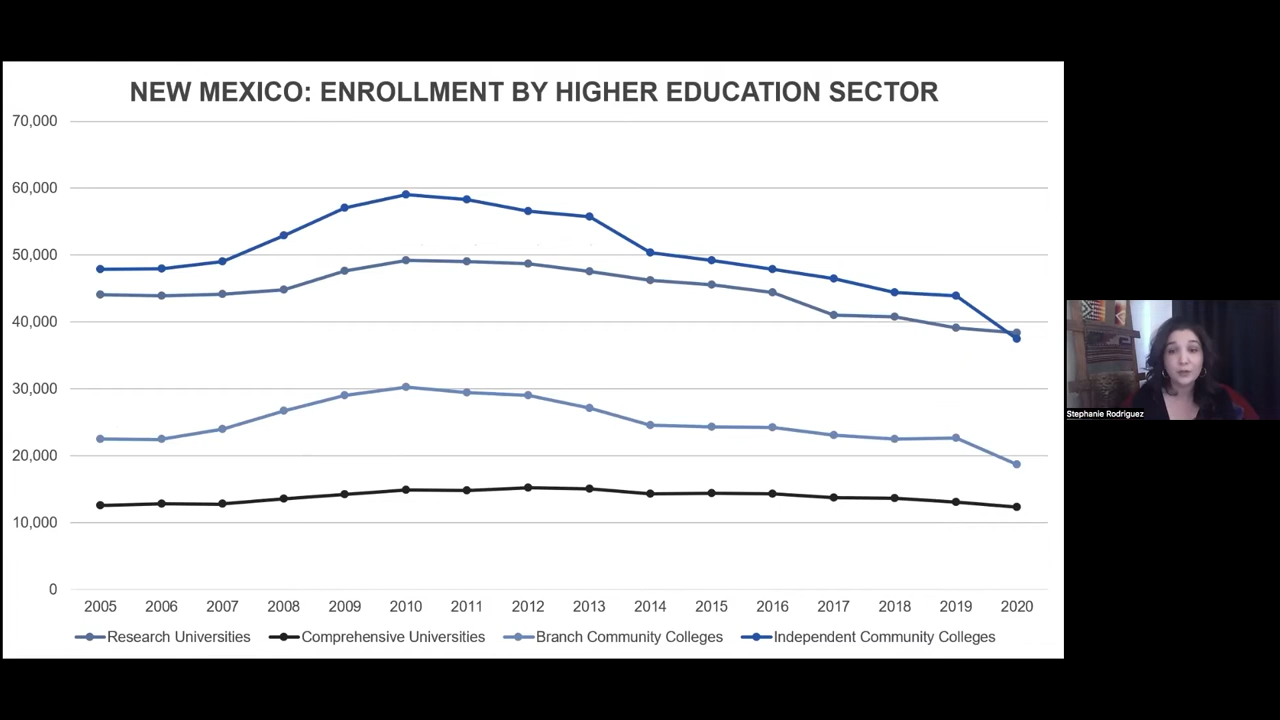 NEW MEXICO: ENROLLMENT BY HIGHER EDUCATION SECTOR
70,000
60,000
50,000
40,000
30,000
20,000
10,000
0
2005 2006 2007 2008 2009 2010 2011 2012 2013 2014 2015 2016 2017 2018 2019 2020
Research Universities Comprehensive Universities Branch Community Colleges Independent Community Colleges
Stephanie Rodriguez